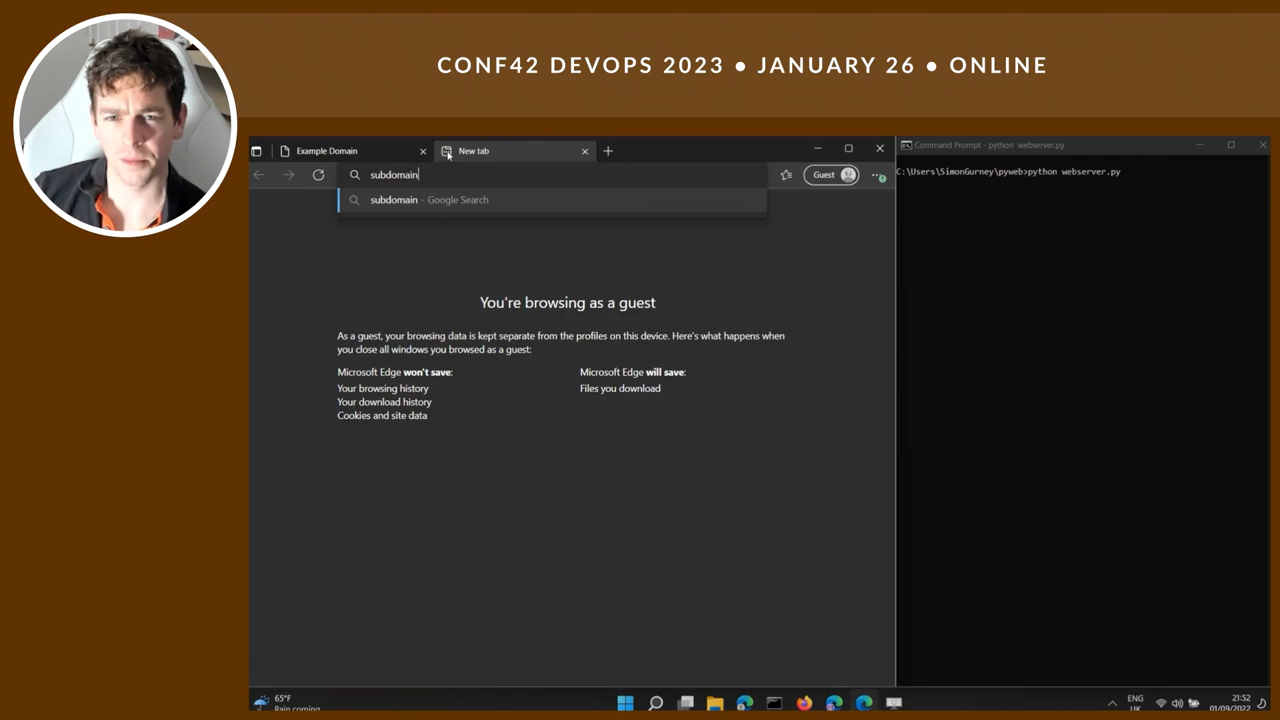 CONF42 DEVOPS 2023 • JANUARY 26 • ONLINE
Example Domain
New tab
Command Prompt - python webserver.py
subdomain
Guest
subdomain - Google Search
C:\Users\SimonGurney\pyweb>python webserver.py
You're browsing as a guest
As a guest, your browsing data is kept separate from the profiles on this device. Here's what happens when
you close all windows you browsed as a guest:
Microsoft Edge won't save:
Your browsing history
Your download history
Cookies and site data
Microsoft Edge will save:
Files you download
65°F
Rain coming
ENG
UK
21:52
01/09/2022